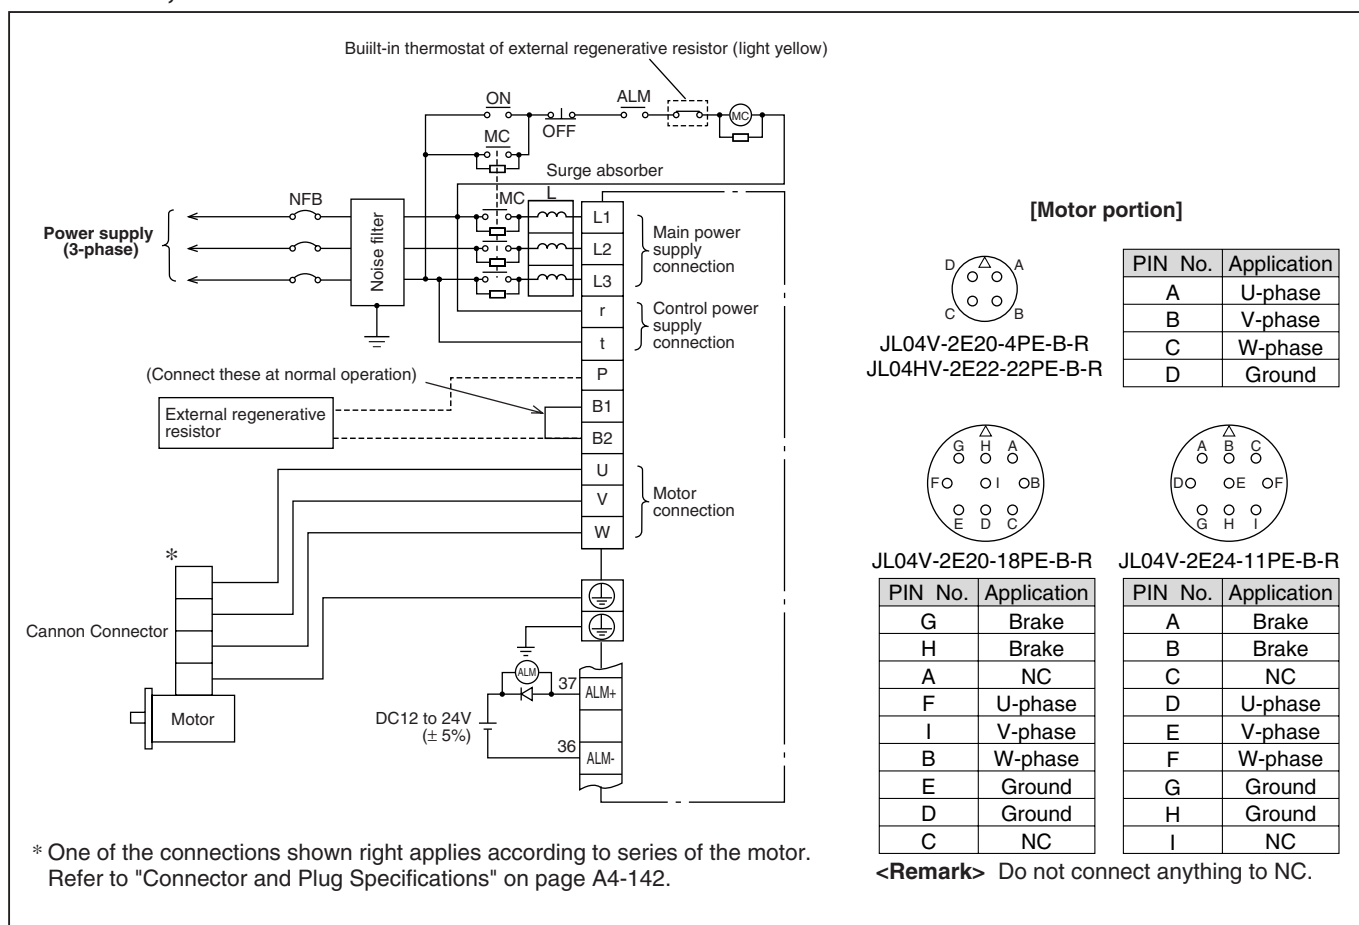 Buiilt-in thermostat of external regenerative resistor (light yellow)
ON
ALM
MC
OFF
MC
Surge absorber
NFB
MC
L
Noise filter
Power supply
(3-phase)
L1
L2
L3
Main power
supply
connection
r
t
Control power
supply
connection
(Connect these at normal operation)
P
B1
B2
External regenerative
resistor
U
V
W
Motor
connection
*
Cannon Connector
Motor
ALM
37
ALM+
DC12 to 24V
(± 5%)
36
ALM-
* One of the connections shown right applies according to series of the motor.
Refer to "Connector and Plug Specifications" on page A4-142.
[Motor portion]
D A
C B
JL04V-2E20-4PE-B-R
JL04HV-2E22-22PE-B-R
PIN No. Application
A U-phase
B V-phase
C W-phase
D Ground
G H A
F I B
E D C
JL04V-2E20-18PE-B-R
PIN No. Application
G Brake
H Brake
A NC
F U-phase
I V-phase
B W-phase
E Ground
D Ground
C NC
A B C
D E F
G H I
JL04V-2E24-11PE-B-R
PIN No. Application
A Brake
B Brake
C NC
D U-phase
E V-phase
F W-phase
G Ground
H Ground
I NC
<Remark> Do not connect anything to NC.